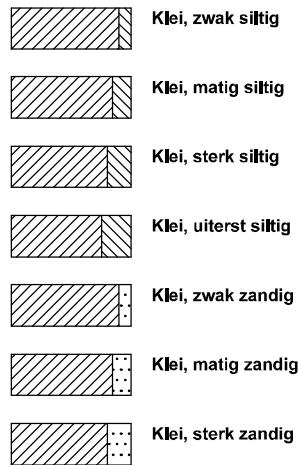 Klei, zwak siltig
Klei, matig siltig
Klei, sterk siltig
Klei, uiterst siltig
Klei, zwak zandig
Klei, matig zandig
Klei, sterk zandig